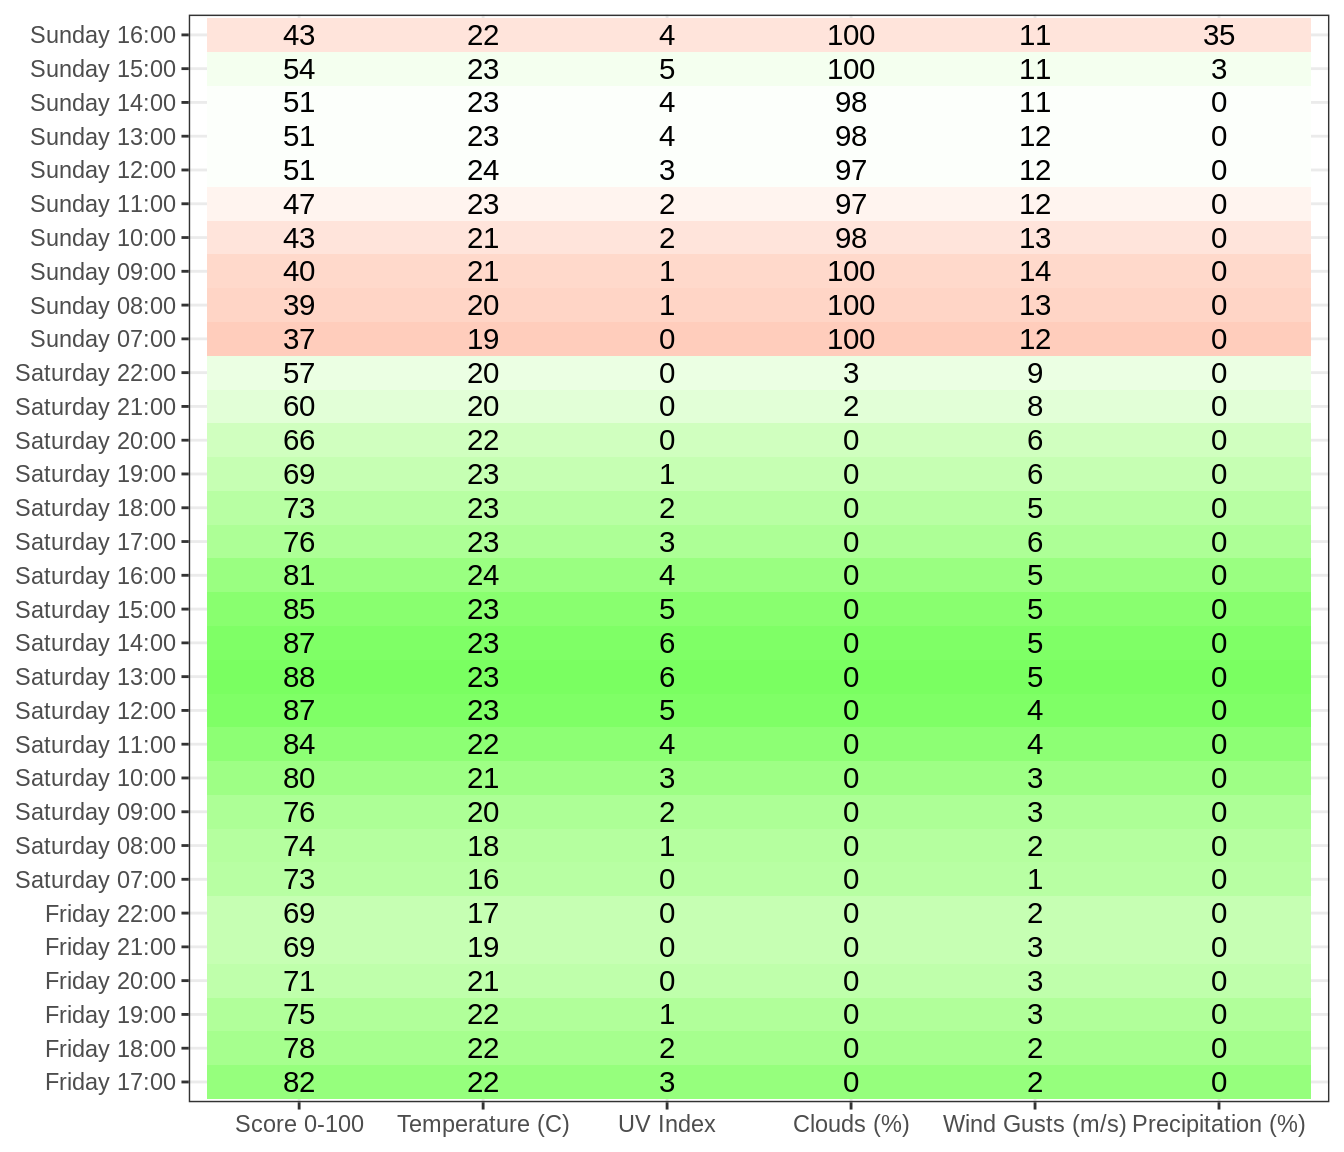 Sunday 16:00 43 22 4 100 11 35
Sunday 15:00 54 23 5 100 11 3
Sunday 14:00 51 23 4 98 11 0
Sunday 13:00 51 23 4 98 12 0
Sunday 12:00 51 24 3 97 12 0
Sunday 11:00 47 23 2 97 12 0
Sunday 10:00 43 21 2 98 13 0
Sunday 09:00 40 21 1 100 14 0
Sunday 08:00 39 20 1 100 13 0
Sunday 07:00 37 19 0 100 12 0
Saturday 22:00 57 20 0 3 9 0
Saturday 21:00 60 20 0 2 8 0
Saturday 20:00 66 22 0 0 6 0
Saturday 19:00 69 23 1 0 6 0
Saturday 18:00 73 23 2 0 5 0
Saturday 17:00 76 23 3 0 6 0
Saturday 16:00 81 24 4 0 5 0
Saturday 15:00 85 23 5 0 5 0
Saturday 14:00 87 23 6 0 5 0
Saturday 13:00 88 23 6 0 5 0
Saturday 12:00 87 23 5 0 4 0
Saturday 11:00 84 22 4 0 4 0
Saturday 10:00 80 21 3 0 3 0
Saturday 09:00 76 20 2 0 3 0
Saturday 08:00 74 18 1 0 2 0
Saturday 07:00 73 16 0 0 1 0
Friday 22:00 69 17 0 0 2 0
Friday 21:00 69 19 0 0 3 0
Friday 20:00 71 21 0 0 3 0
Friday 19:00 75 22 1 0 3 0
Friday 18:00 78 22 2 0 2 0
Friday 17:00 82 22 3 0 2 0
Score 0-100 Temperature (C) UV Index Clouds (%) Wind Gusts (m/s) Precipitation (%)